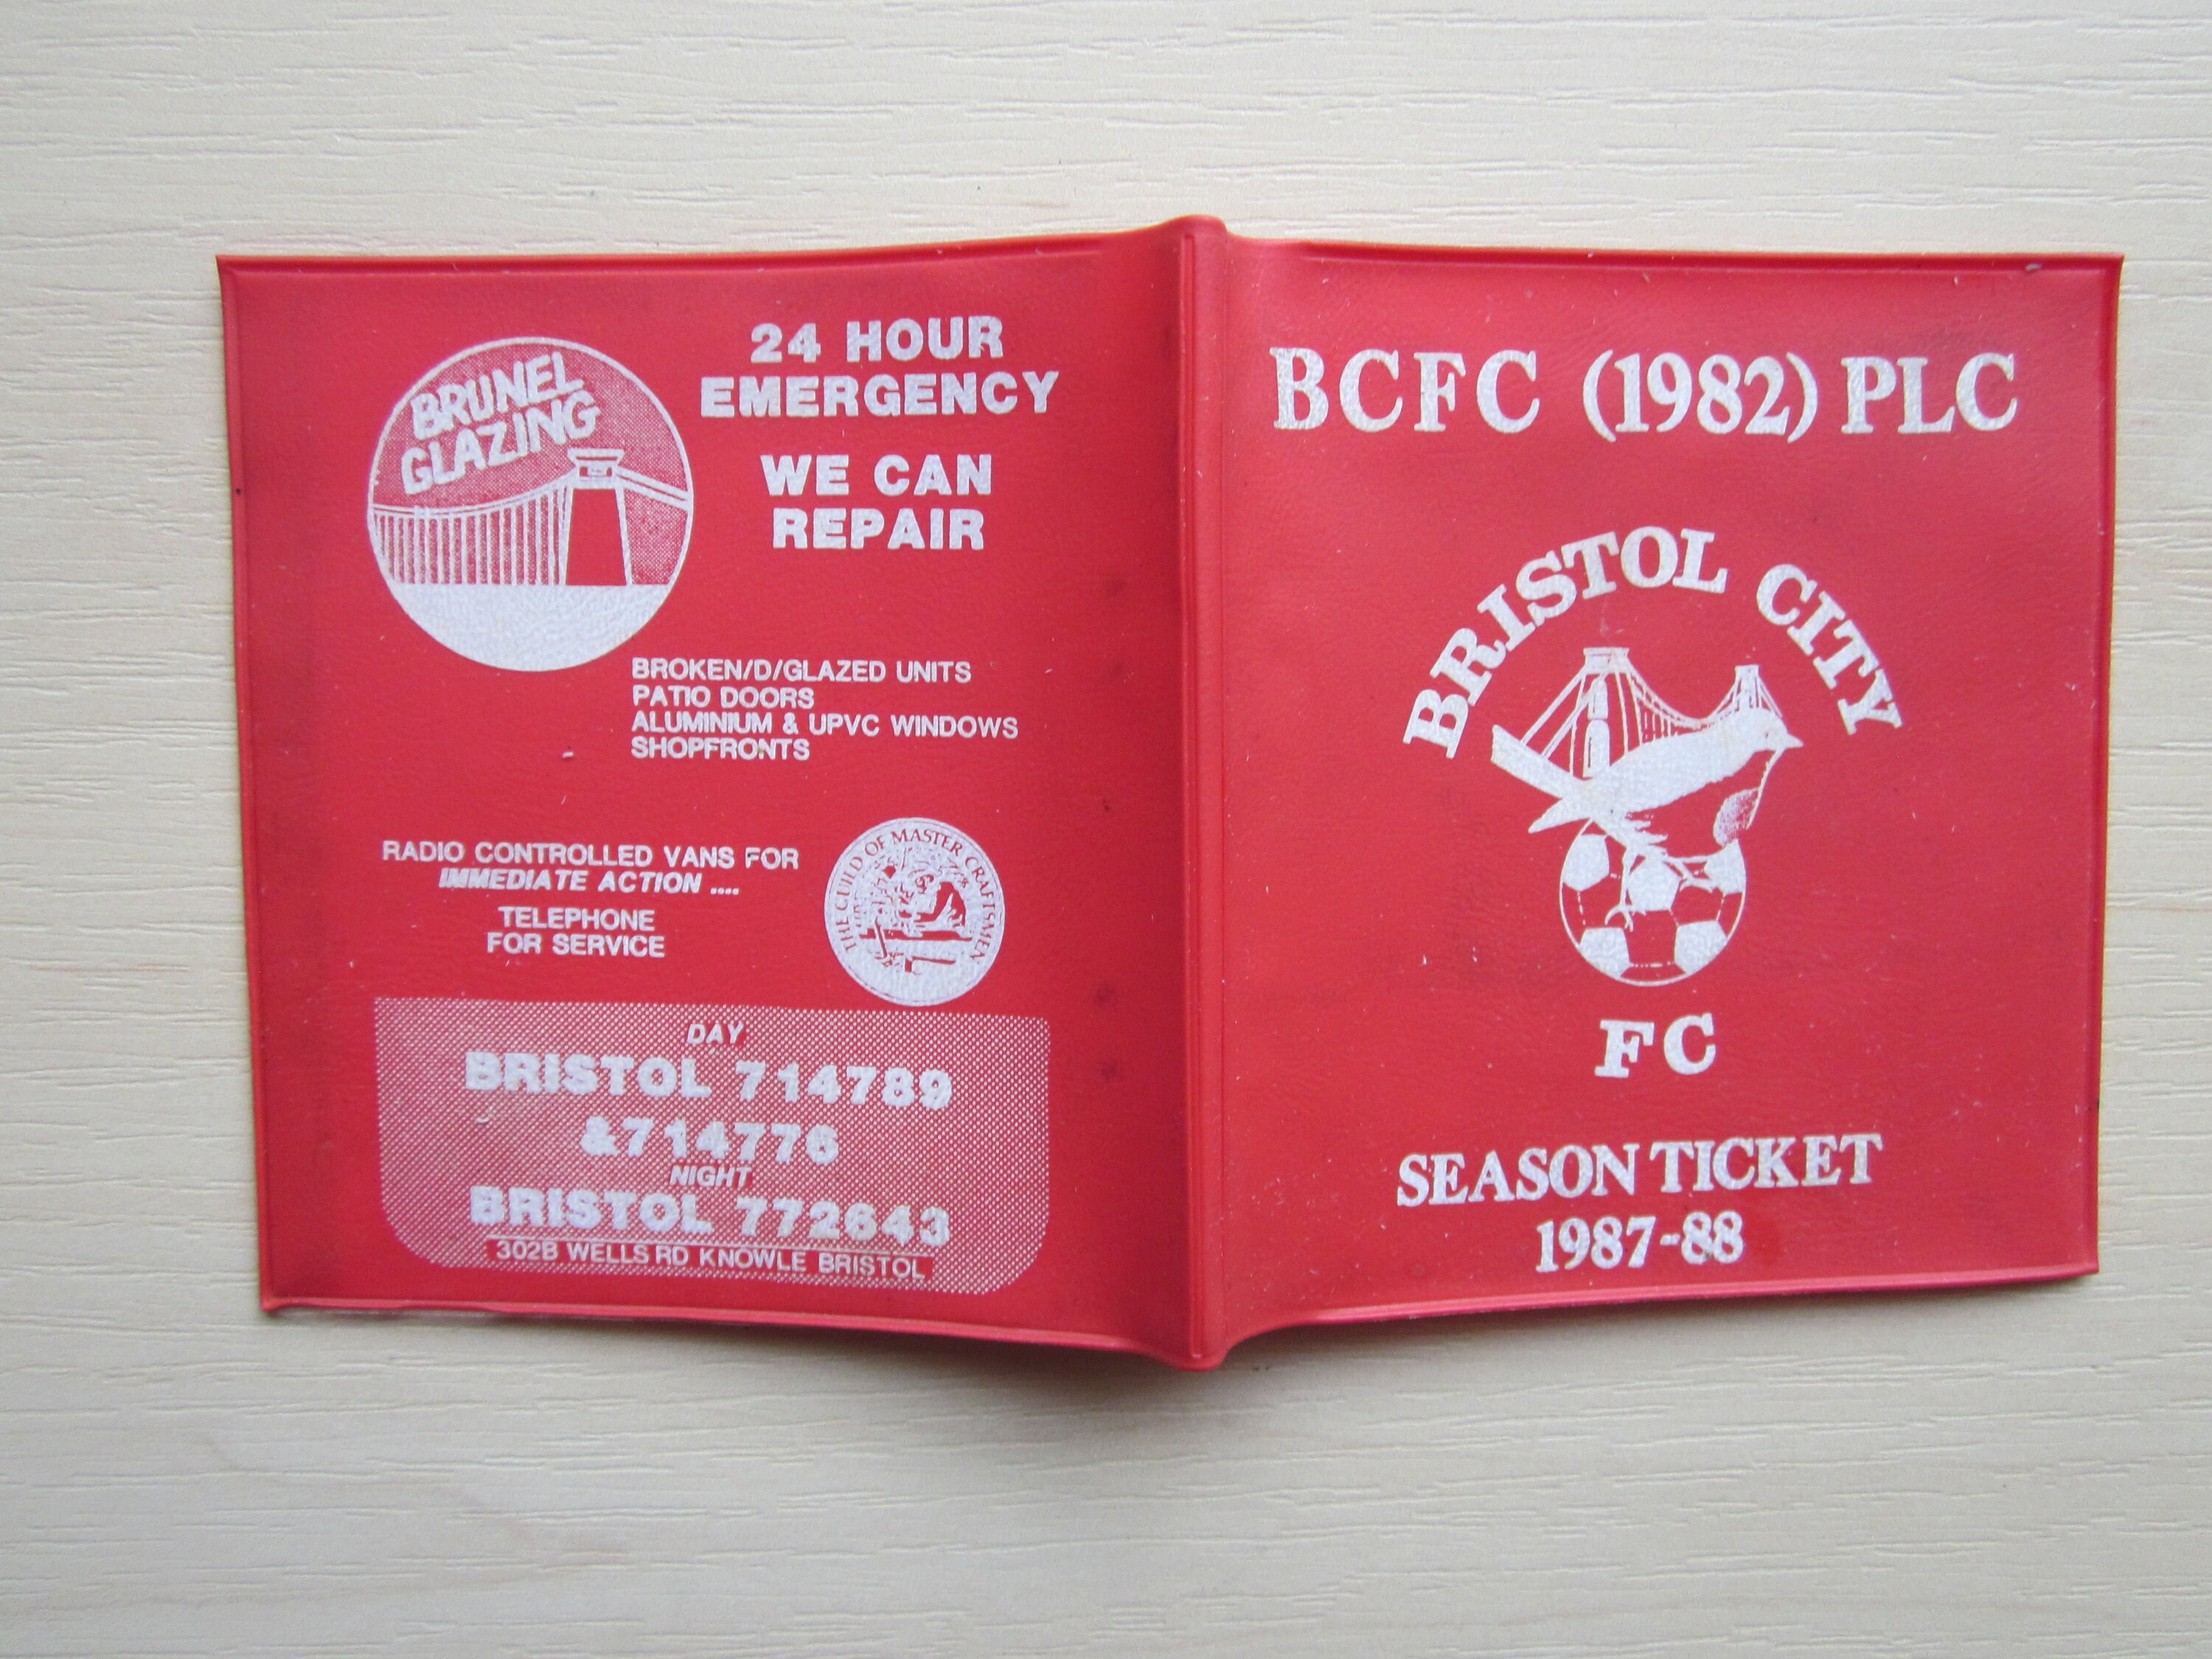 BRUNEL
GLAZING
24 HOUR
EMERGENCY
WE CAN
REPAIR
BROKEN/D/GLAZED UNITS
PATIO DOORS
ALUMINIUM & UPVC WINDOWS
SHOPFRONTS
RADIO CONTROLLED VANS FOR
IMMEDIATE ACTION ....
TELEPHONE
FOR SERVICE
THE GUILD OF MASTER CRAFTSMEN
DAY
BRISTOL 714789
&714776
NIGHT
BRISTOL 772643
302B WELLS RD KNOWLE BRISTOL
BCFC (1982) PLC
BRISTOL CITY
FC
SEASON TICKET
1987-88